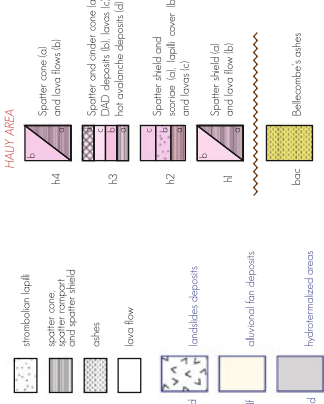 HAUY AREA
b
a
h4
Spatter cone (a)
and lava flows (b)
c
b
a
h3
Spatter and cinder cone (a
DAD deposits (b), lavas (c
hot avalanche deposits (d)
c
b
a
h2
Spatter shield and
scoriae (a), lapilli cover (b
and lavas (c)
b
a
hl
Spatter shield (a)
and lava flow (b)
bac
Bellecombe's ashes
strombolian lapilli
spatter cone,
spatter rampart
and spatter shield
ashes
lava flow
landslides deposits
alluvional fan deposits
hydrotermalized areas